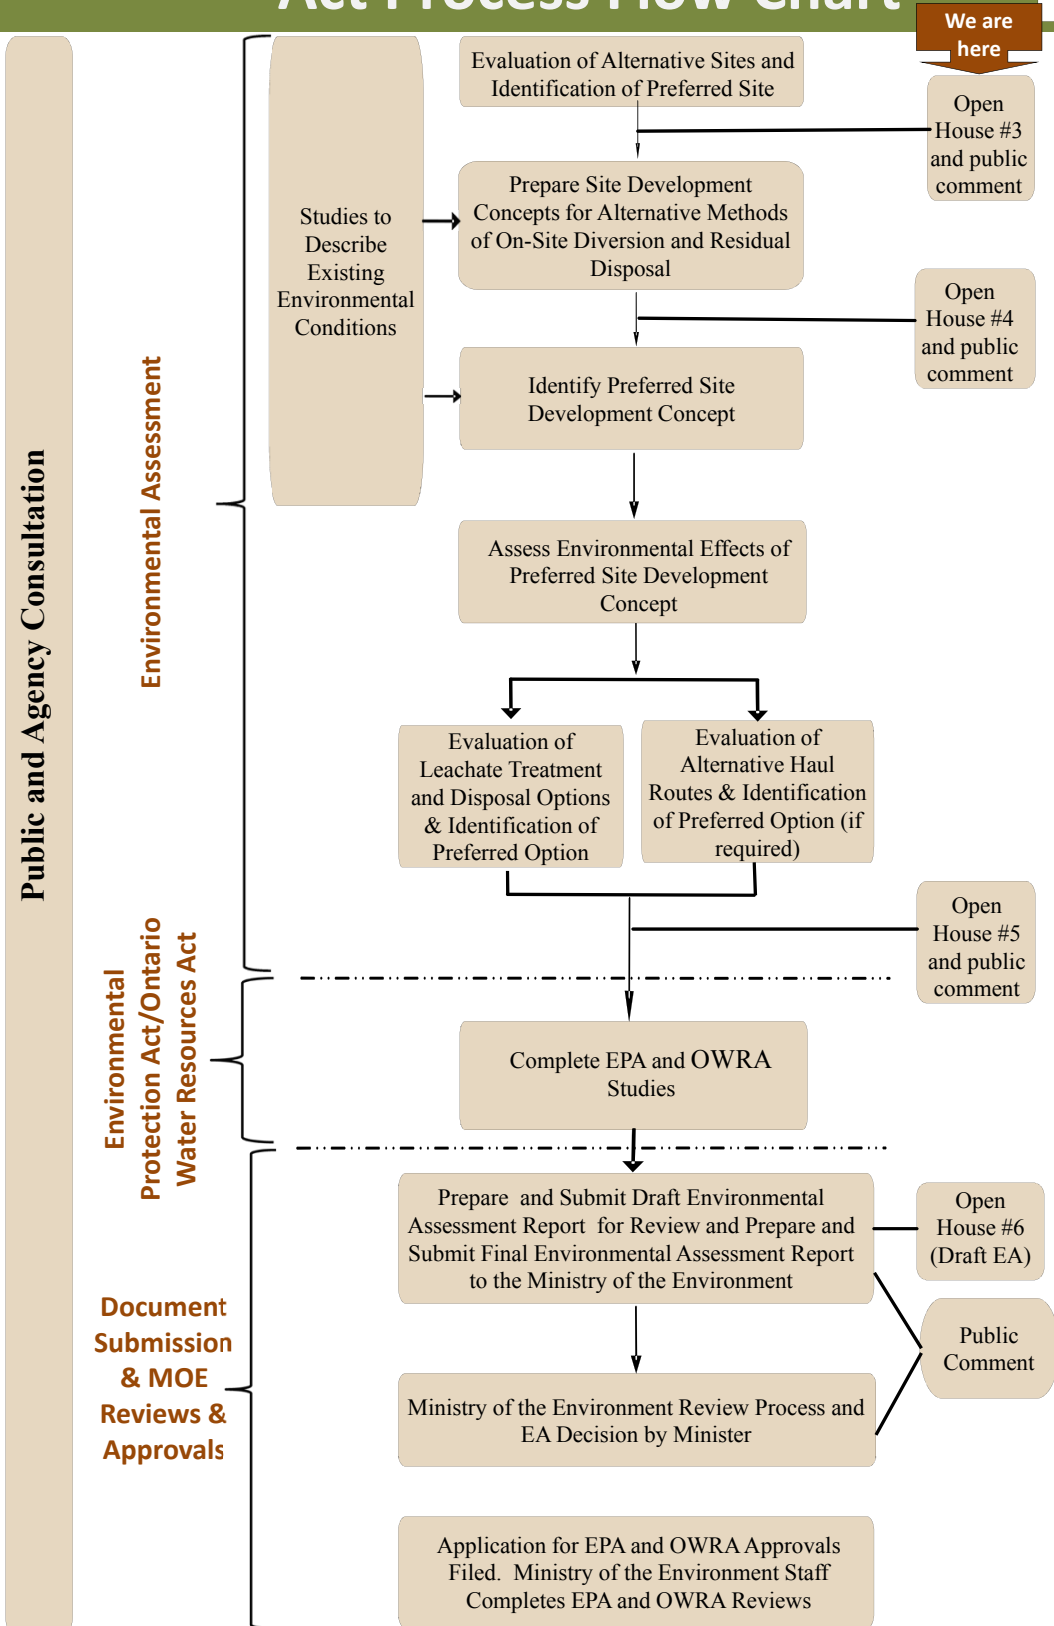 Act Process Flow Chart
We are
here
Evaluation of Alternative Sites and
Identification of Preferred Site
Open
House #3
and public
comment
Studies to
Describe
Existing
Environmental
Conditions
Prepare Site Development
Concepts for Alternative Methods
of On-Site Diversion and Residual
Disposal
Open
House #4
and public
comment
Identify Preferred Site
Development Concept
Environmental Assessment
Public and Agency Consultation
Assess Environmental Effects of
Preferred Site Development
Concept
Evaluation of
Leachate Treatment
and Disposal Options
& Identification of
Preferred Option
Evaluation of
Alternative Haul
Routes & Identification
of Preferred Option (if
required)
Open
House #5
and public
comment
Environmental
Protection Act/Ontario
Water Resources Act
Complete EPA and OWRA
Studies
Prepare and Submit Draft Environmental
Assessment Report for Review and Prepare and
Submit Final Environmental Assessment Report
to the Ministry of the Environment
Open
House #6
(Draft EA)
Document
Submission
& MOE
Reviews &
Approvals
Public
Comment
Ministry of the Environment Review Process and
EA Decision by Minister
Application for EPA and OWRA Approvals
Filed. Ministry of the Environment Staff
Completes EPA and OWRA Reviews